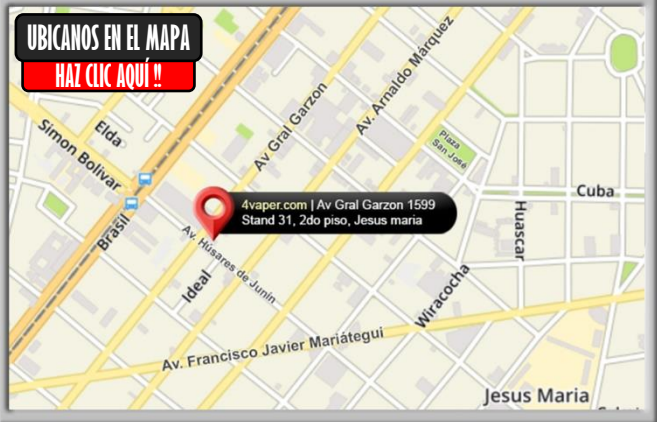 UBICANOS EN EL MAPA
HAZ CLIC AQUÍ !!
Av. Arnaldo Márquez
Av Gral Garzon
Elda
Simon Bolivar
Plaza
San José
Cuba
4vaper.com | Av Gral Garzon 1599
Stand 31, 2do piso, Jesus maria
Brasil
Av. Húsares de Junín
Huascar
Ideal
Wiracocha
Av. Francisco Javier Mariátegui
Jesus Maria